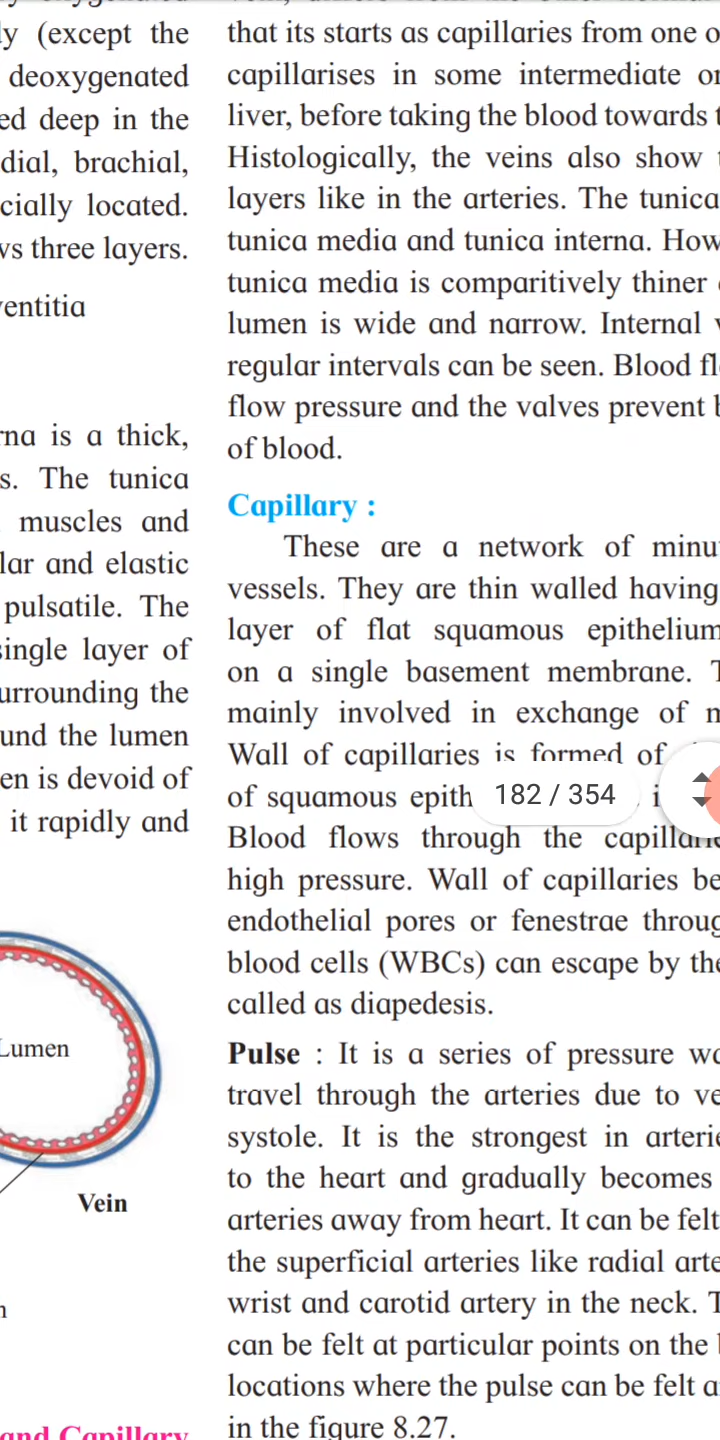 dy (except the
deoxygenated
ed deep in the
dial, brachial,
cially located.
ws three layers.
entitia
rna is a thick,
s. The tunica
muscles and
lar and elastic
pulsatile. The
single layer of
urrounding the
und the lumen
en is devoid of
it rapidly and
Lumen
Vein
and Capillary
that its starts as capillaries from one o
capillarises in some intermediate or
liver, before taking the blood towards t
Histologically, the veins also show
layers like in the arteries. The tunica
tunica media and tunica interna. How
tunica media is comparitively thiner
lumen is wide and narrow. Internal v
regular intervals can be seen. Blood fl
flow pressure and the valves prevent b
of blood.
Capillary :
These are a network of minu
vessels. They are thin walled having
layer of flat squamous epithelium
on a single basement membrane. T
mainly involved in exchange of m
Wall of capillaries is formed of
of squamous epith
182 / 354
Blood flows through the capillarie
high pressure. Wall of capillaries be
endothelial pores or fenestrae throug
blood cells (WBCs) can escape by the
called as diapedesis.
Pulse : It is a series of pressure wa
travel through the arteries due to ve
systole. It is the strongest in arterie
to the heart and gradually becomes
arteries away from heart. It can be felt
the superficial arteries like radial arte
wrist and carotid artery in the neck. T
can be felt at particular points on the b
locations where the pulse can be felt a
in the figure 8.27.